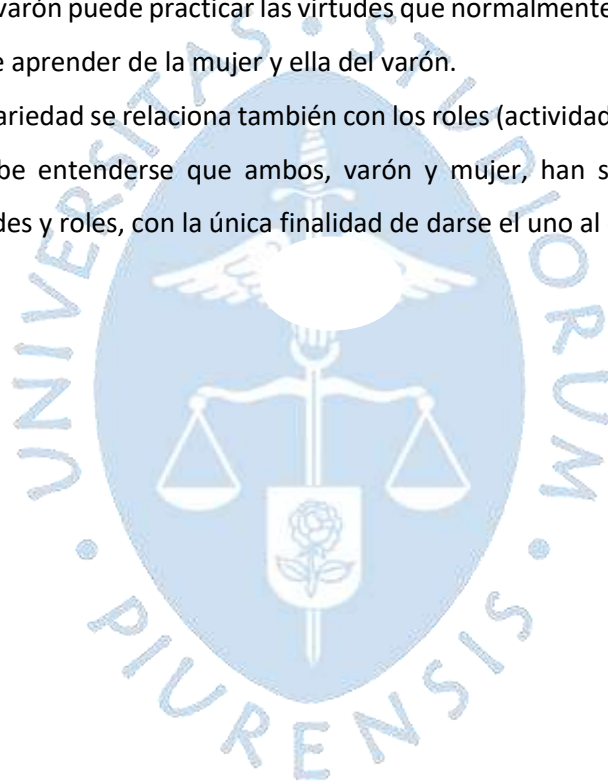 varón puede practicar las virtudes que normalmente
e aprender de la mujer y ella del varón.
ariedad se relaciona también con los roles (actividad
be entenderse que ambos, varón y mujer, han s
des y roles, con la única finalidad de darse el uno al
UNIVERSITAS • STUDIORUM • PIURENSIS